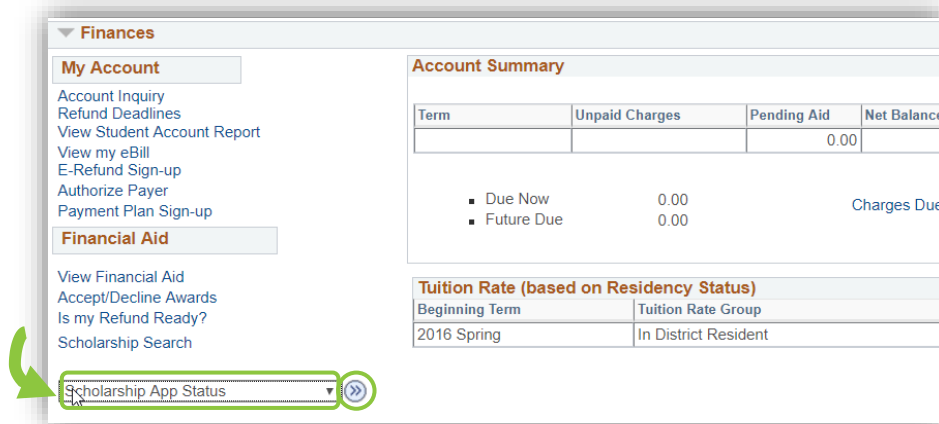 Finances
My Account
Account Inquiry
Refund Deadlines
View Student Account Report
View my eBill
E-Refund Sign-up
Authorize Payer
Payment Plan Sign-up
Financial Aid
View Financial Aid
Accept/Decline Awards
Is my Refund Ready?
Scholarship Search
Scholarship App Status
Account Summary
Term Unpaid Charges Pending Aid Net Balance
0.00
Due Now 0.00
Future Due 0.00
Charges Due
Tuition Rate (based on Residency Status)
Beginning Term Tuition Rate Group
2016 Spring In District Resident